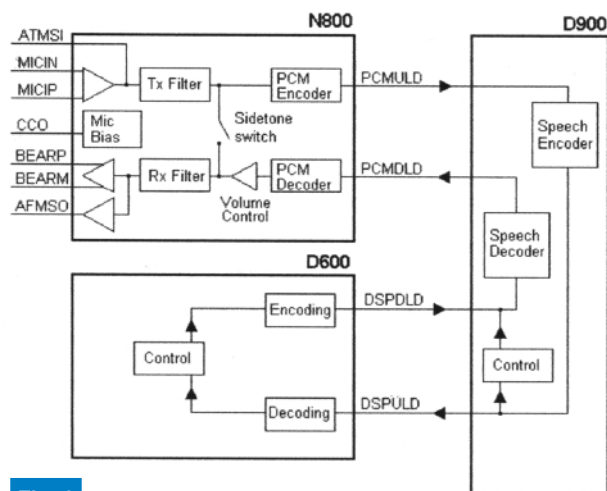 N800
D900
ATMSI
MICIN
MICIP
CCO
BEARP
BEARM
AFMSO
Tx Filter
PCM
Encoder
PCMULD
Mic
Bias
Sidetone
switch
Speech
Encoder
Rx Filter
PCM
Decoder
PCMDLD
Volume
Control
Speech
Decoder
D600
Encoding
DSPDLD
Control
Control
Decoding
DSPULD